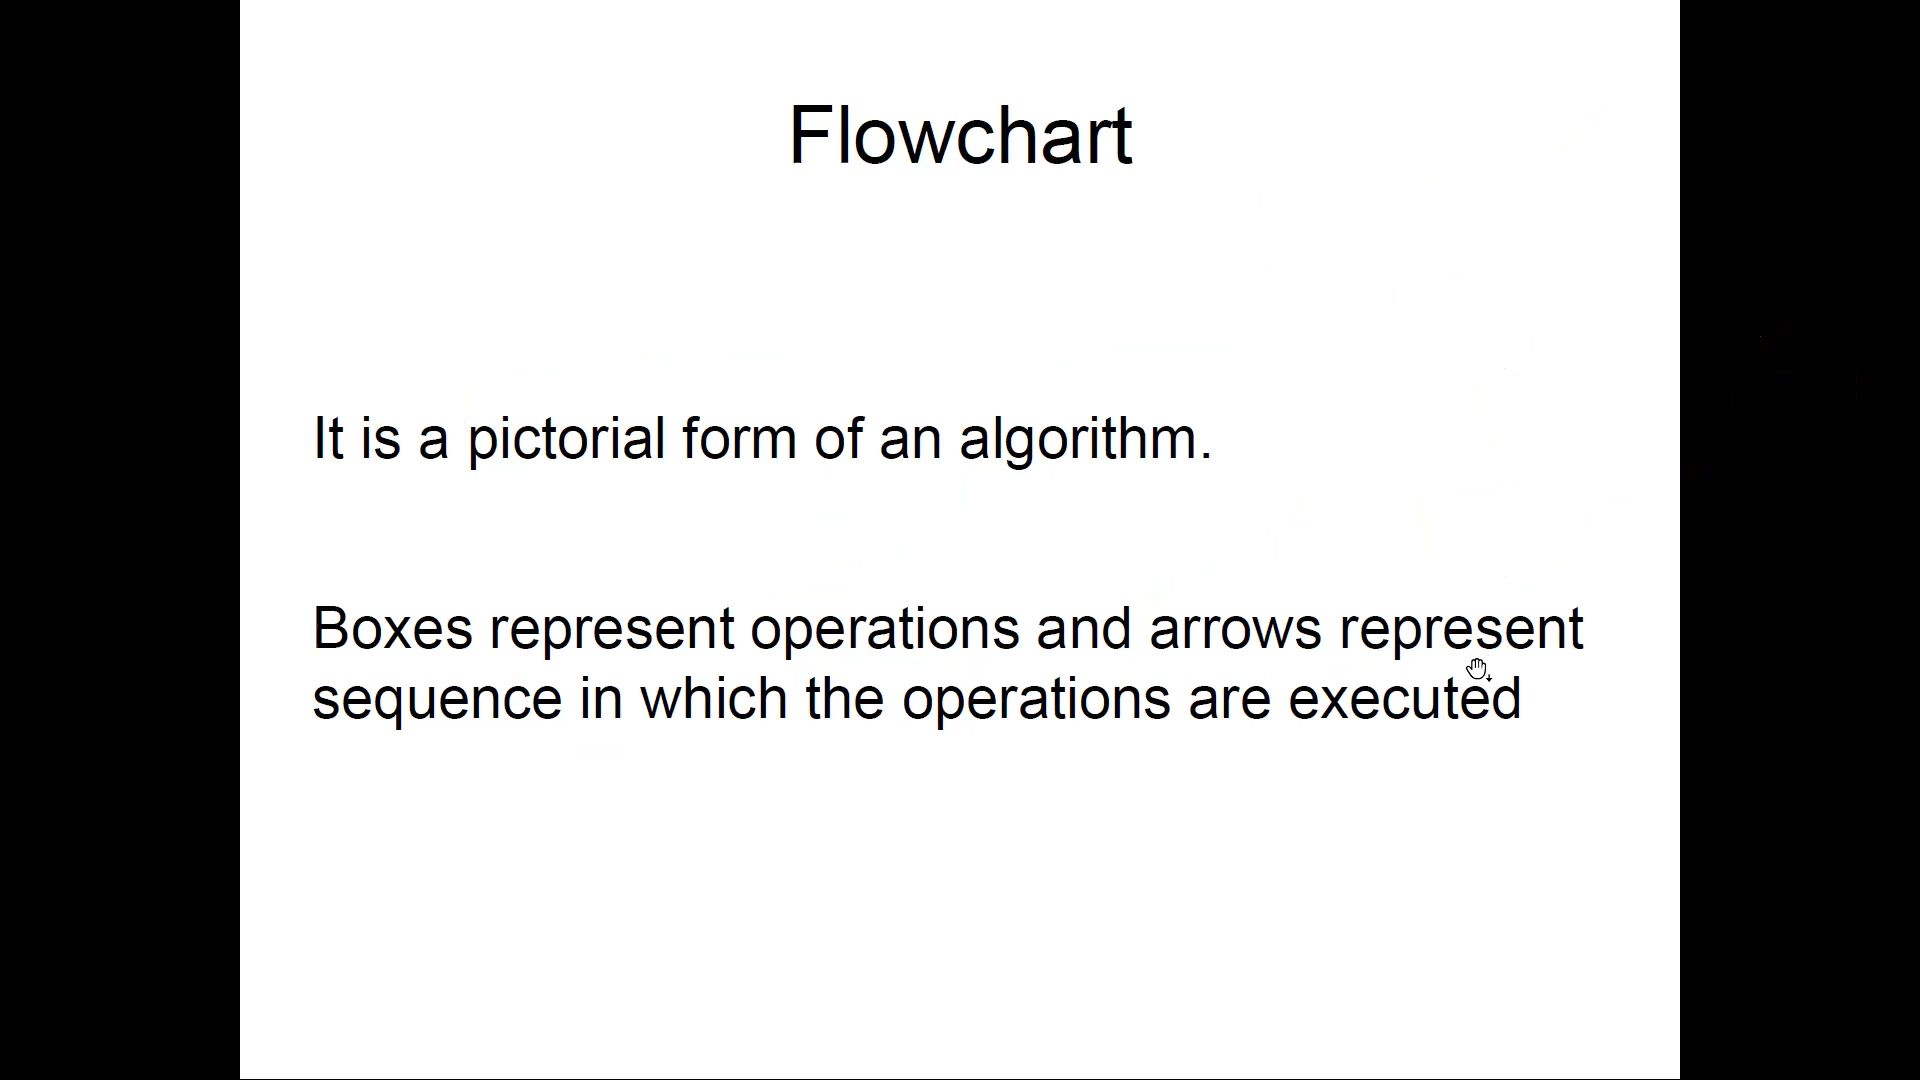 Flowchart
It is a pictorial form of an algorithm.
Boxes represent operations and arrows represent
sequence in which the operations are executed